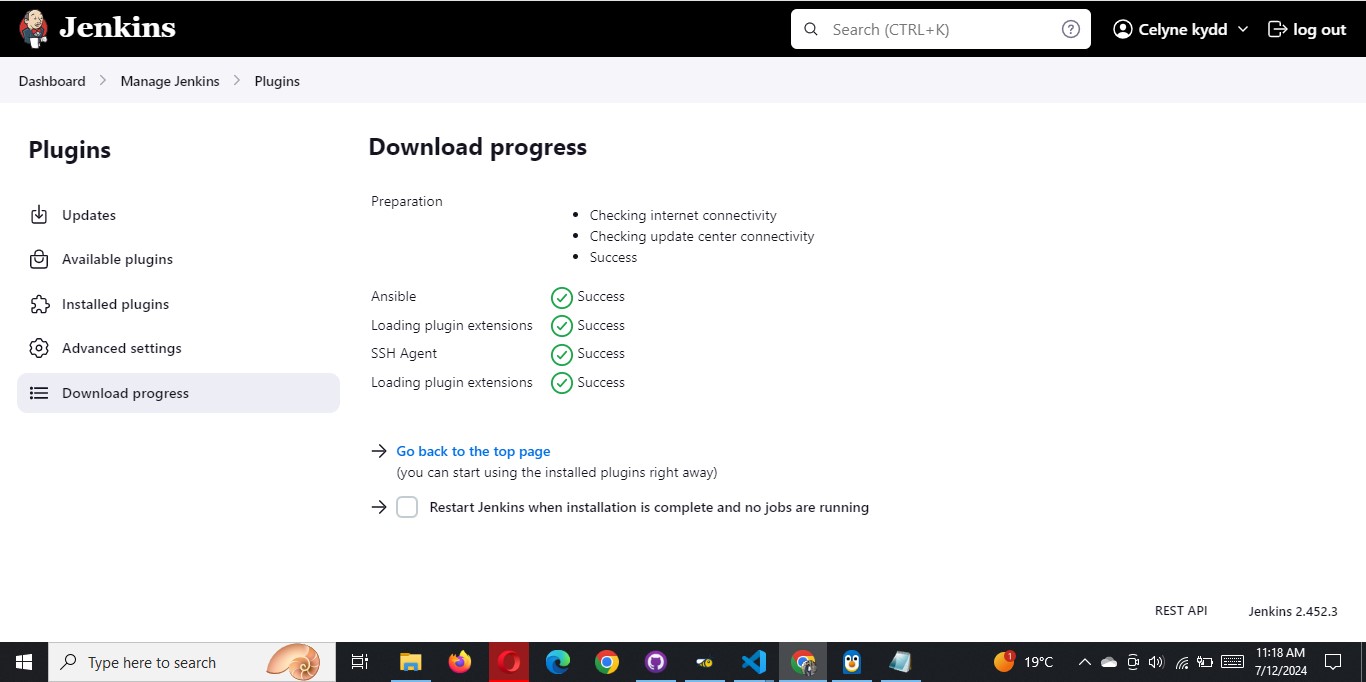 Jenkins
Search (CTRL+K)
Celyne kydd
log out
Dashboard
Manage Jenkins
Plugins
Plugins
Updates
Available plugins
Installed plugins
Advanced settings
Download progress
Download progress
Preparation
Checking internet connectivity
Checking update center connectivity
Success
Ansible Success
Loading plugin extensions Success
SSH Agent Success
Loading plugin extensions Success
Go back to the top page
(you can start using the installed plugins right away)
Restart Jenkins when installation is complete and no jobs are running
REST API
Jenkins 2.452.3
Type here to search
1
19°C
11:18 AM
7/12/2024